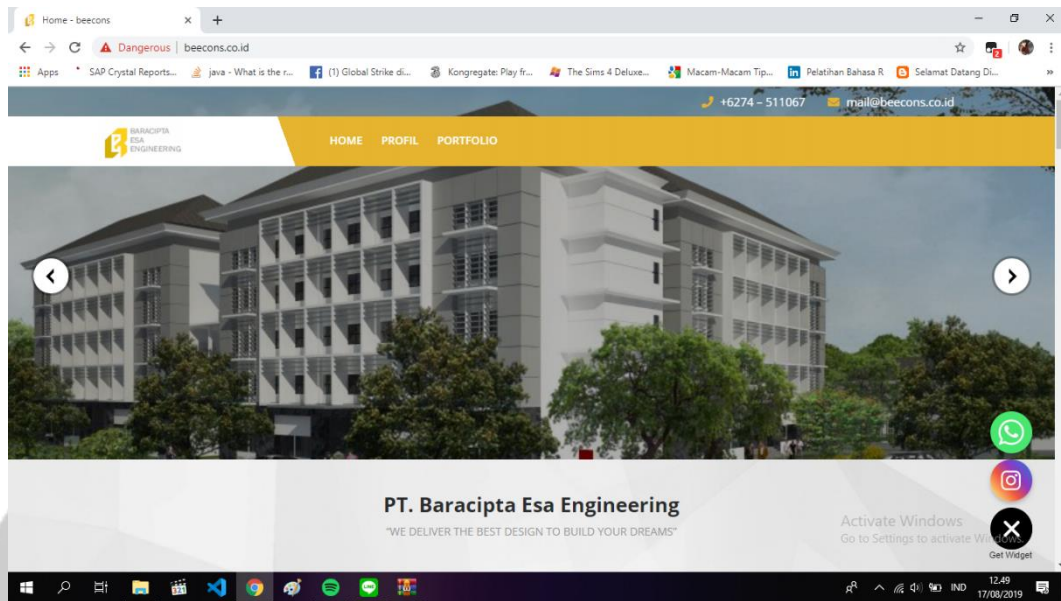 Home - beecons
Dangerous | beecons.co.id
Apps SAP Crystal Reports... java - What is the r... (1) Global Strike di... Kongregate: Play fr... The Sims 4 Deluxe... Macam-Macam Tip... Pelatihan Bahasa R Selamat Datang Di... »
+6274 – 511067 mail@beecons.co.id
BARACIPTA
ESA
ENGINEERING
HOME PROFIL PORTFOLIO
PT. Baracipta Esa Engineering
"WE DELIVER THE BEST DESIGN TO BUILD YOUR DREAMS"
Activate Windows
Go to Settings to activate Windows.
Get Widget
IND
12.49
17/08/2019